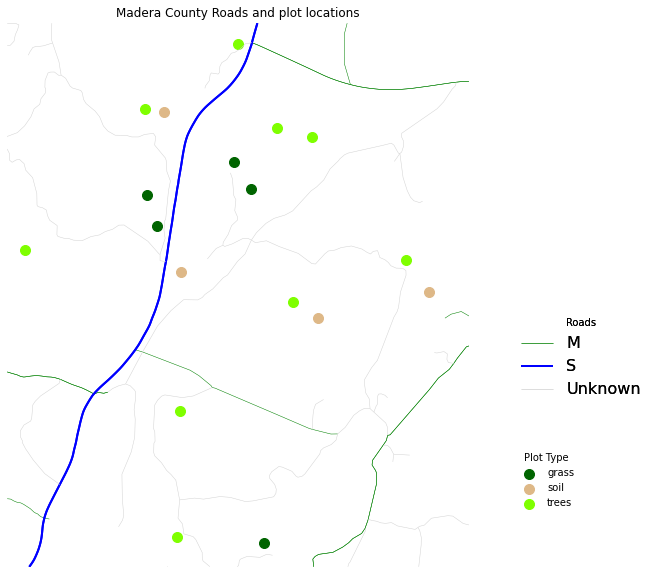 Madera County Roads and plot locations
Roads
M
S
Unknown
Plot Type
grass
soil
trees